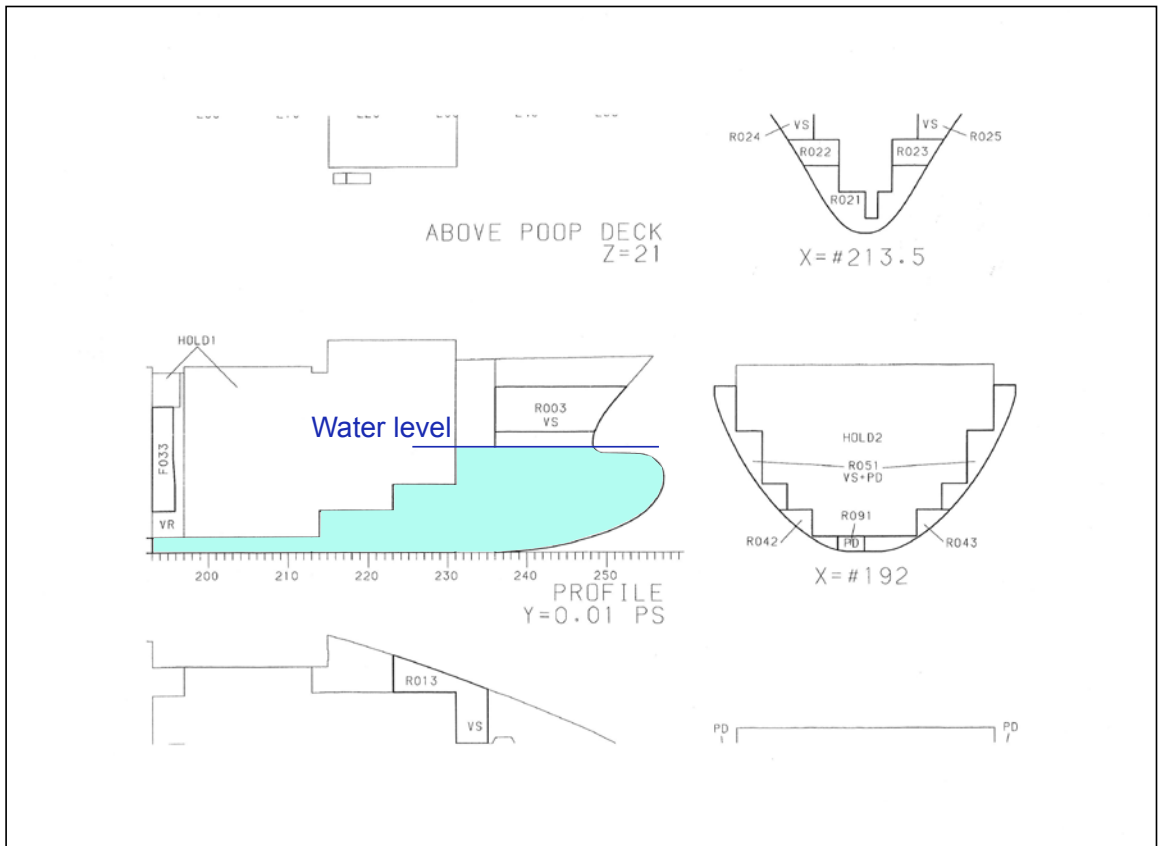 R024
VS
VS
R025
R022
R023
R021
ABOVE POOP DECK
Z=21
X=#213.5
HOLD1
Water level
R003
VS
F033
VR
HOLD2
R051
VS+PD
R091
PD
R042
R043
200 210 220 230 240 250
X=#192
PROFILE
Y=0.01 PS
R013
VS
PD
PD